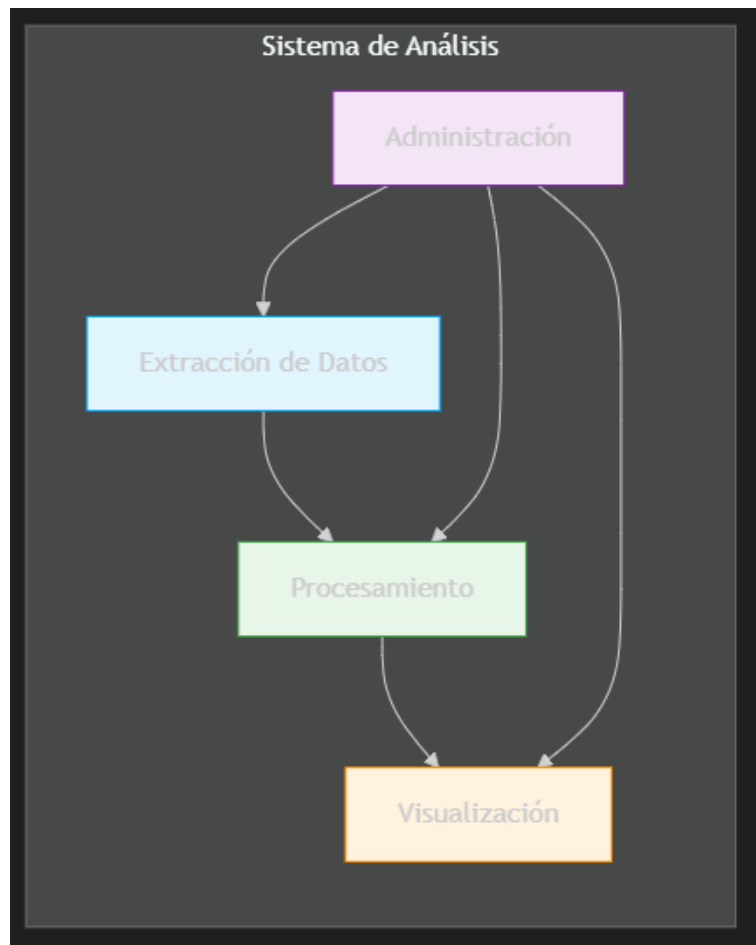 Sistema de Análisis
Administración
Extracción de Datos
Procesamiento
Visualización